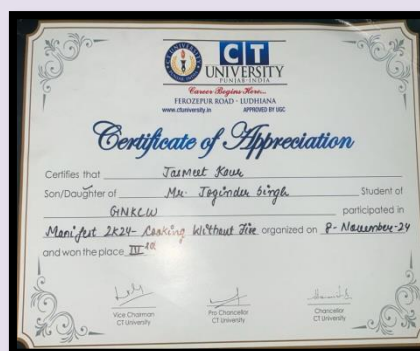 CT UNIVERSITY
PUNJAB-INDIA
Career Begins Here...
FEROZEPUR ROAD - LUDHIANA
www.ctuniversity.in APPROVED BY UGC
Certificate of Appreciation
Certifies that Jasmeet Kaur
Son/Daughter of Mr. Joginder Singh Student of
GNKCW participated in
Manifest 2K24- Cooking Without Fire organized on 8-November-24
and won the place
Vice Chairman Pro Chancellor Chancellor
CT University CT University CT University